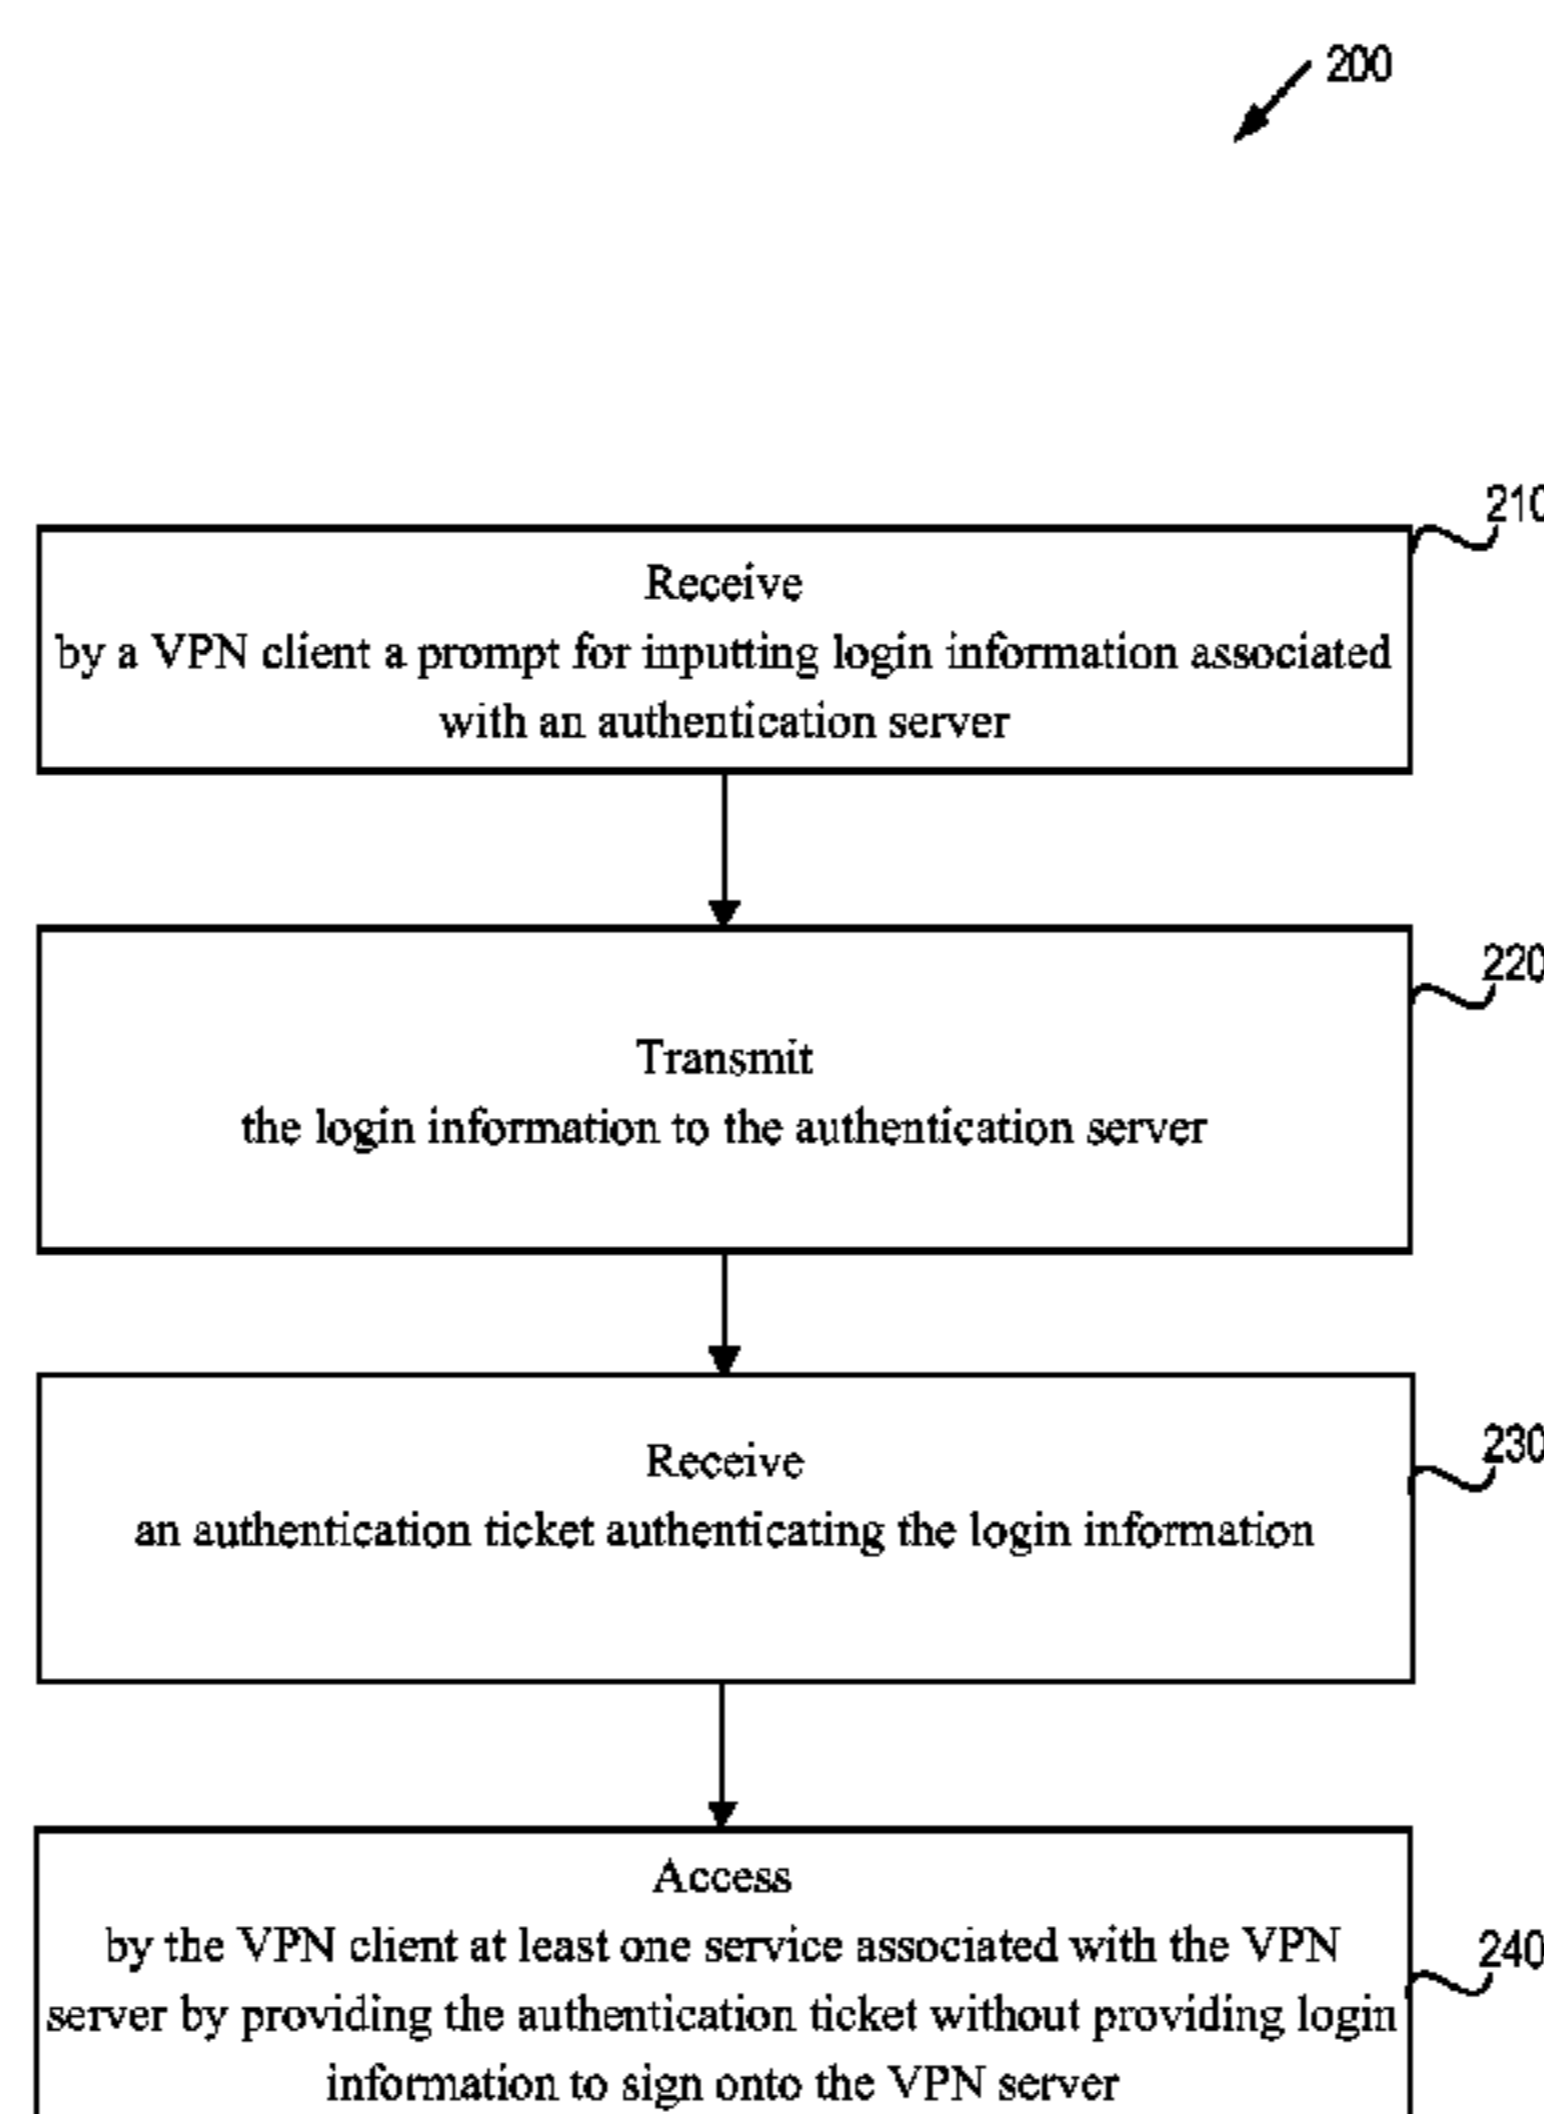 200
210
Receive
by a VPN client a prompt for inputting login information associated
with an authentication server
220
Transmit
the login information to the authentication server
230
Receive
an authentication ticket authenticating the login information
Access
by the VPN client at least one service associated with the VPN
240
server by providing the authentication ticket without providing login
information to sign onto the VPN server